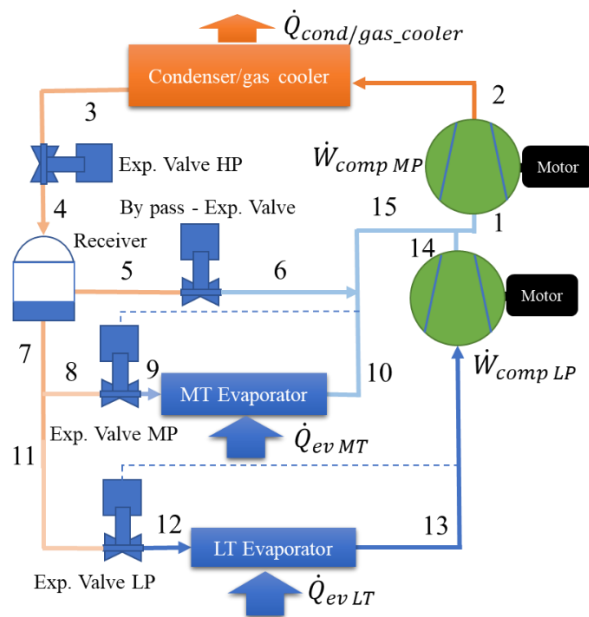 Q̇cond/gas_cooler
Condenser/gas cooler
2
3
ẆcompMP
Motor
Exp. Valve HP
4
By pass - Exp. Valve
15
1
Receiver
14
5
6
Motor
7
8
9
MT Evaporator
10
Ẇcomp LP
Exp. Valve MP
Q̇ev MT
11
12
LT Evaporator
13
Exp. Valve LP
Q̇ev LT